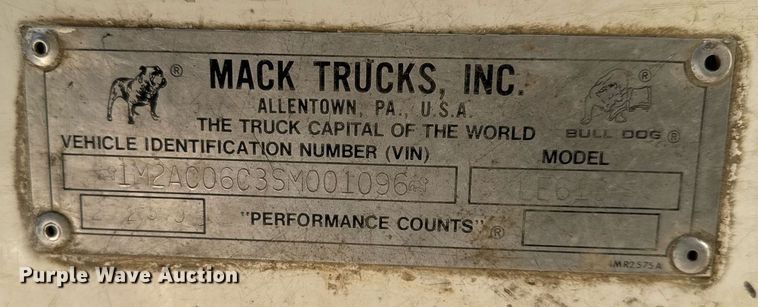 MACK TRUCKS, INC.
ALLENTOWN, PA., U.S.A.
THE TRUCK CAPITAL OF THE WORLD
BULL DOG ®
VEHICLE IDENTIFICATION NUMBER (VIN) MODEL
1M2AC06C3SM001096
"PERFORMANCE COUNTS" ®
1MR2575A
Purple Wave Auction